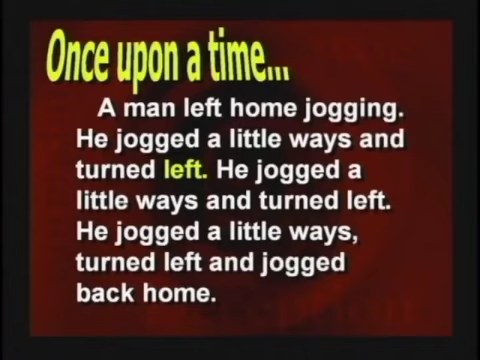 Once upon a time...
A man left home jogging.
He jogged a little ways and
turned left. He jogged a
little ways and turned left.
He jogged a little ways,
turned left and jogged
back home.